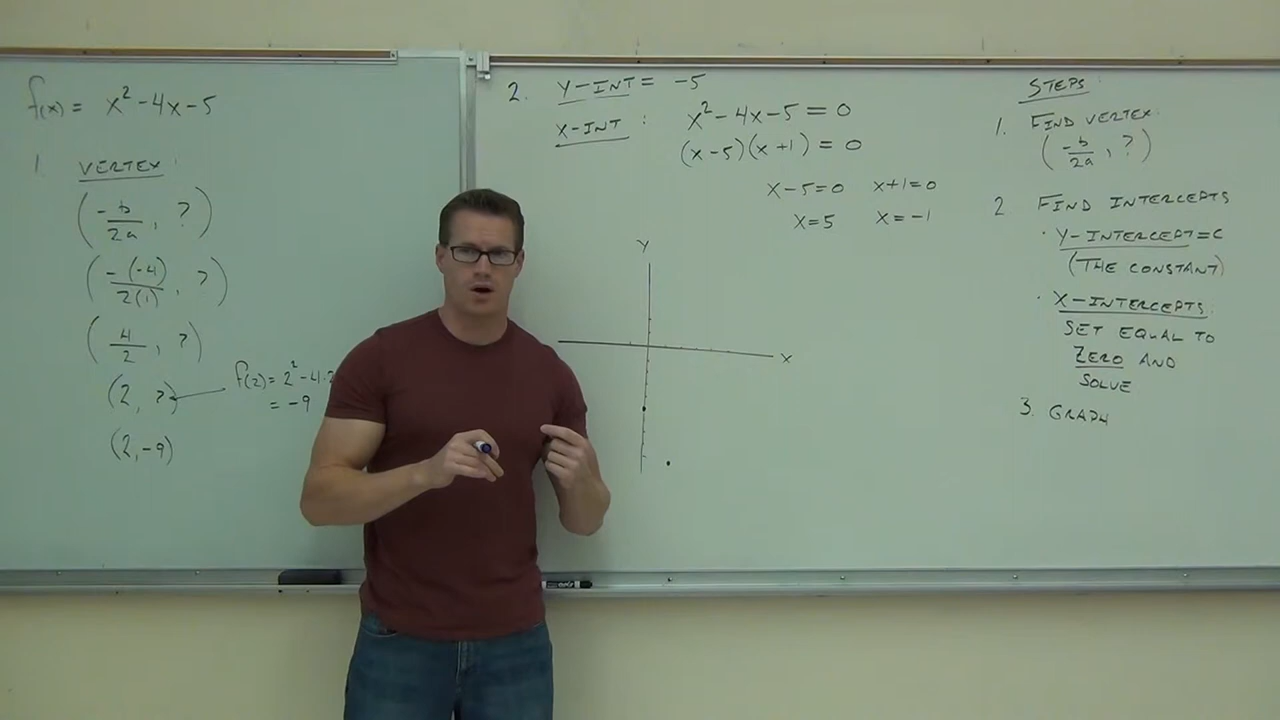 f(x) = x² - 4x - 5
1. VERTEX:
(-b/2a, ?)
(-(-4)/2(1), ?)
(4/2, ?)
(2, ?)
f(2) = 2² - 4·2
= -9
(2, -9)
2. Y-INT = -5
X-INT : x² - 4x - 5 = 0
(x - 5)(x + 1) = 0
x - 5 = 0 x + 1 = 0
x = 5 x = -1
Y
X
STEPS:
1. FIND VERTEX:
(-b/2a, ?)
2. FIND INTERCEPTS
· Y-INTERCEPT = C
(THE CONSTANT)
· X-INTERCEPTS:
SET EQUAL TO
ZERO AND
SOLVE
3. GRAPH